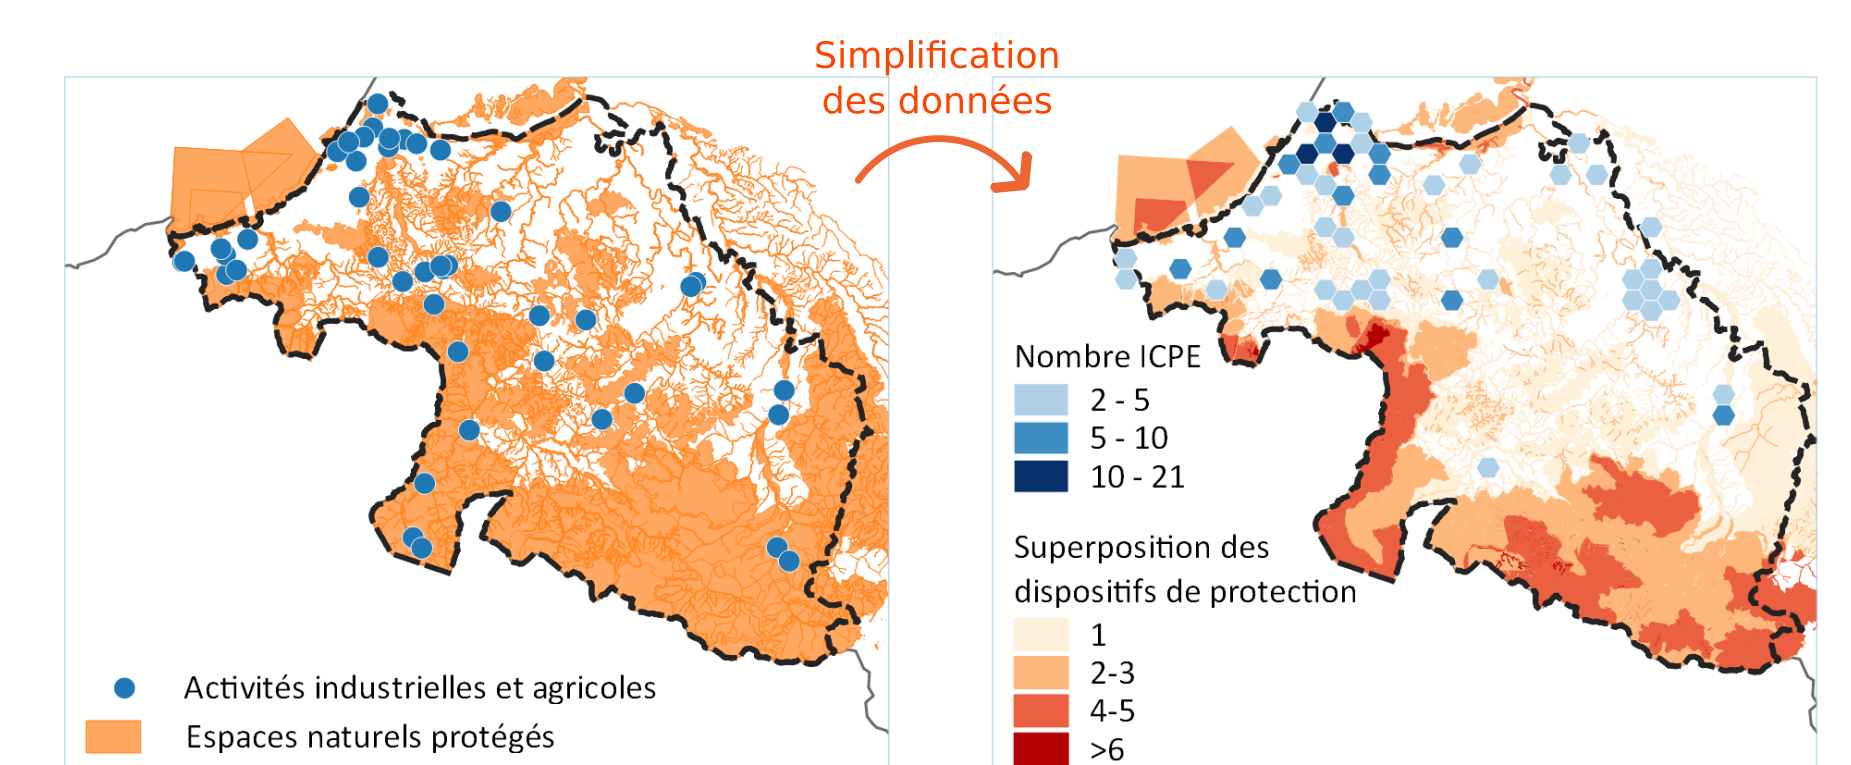 Simplification
des données
Activités industrielles et agricoles
Espaces naturels protégés
Nombre ICPE
2 - 5
5 - 10
10 - 21
Superposition des
dispositifs de protection
1
2-3
4-5
>6